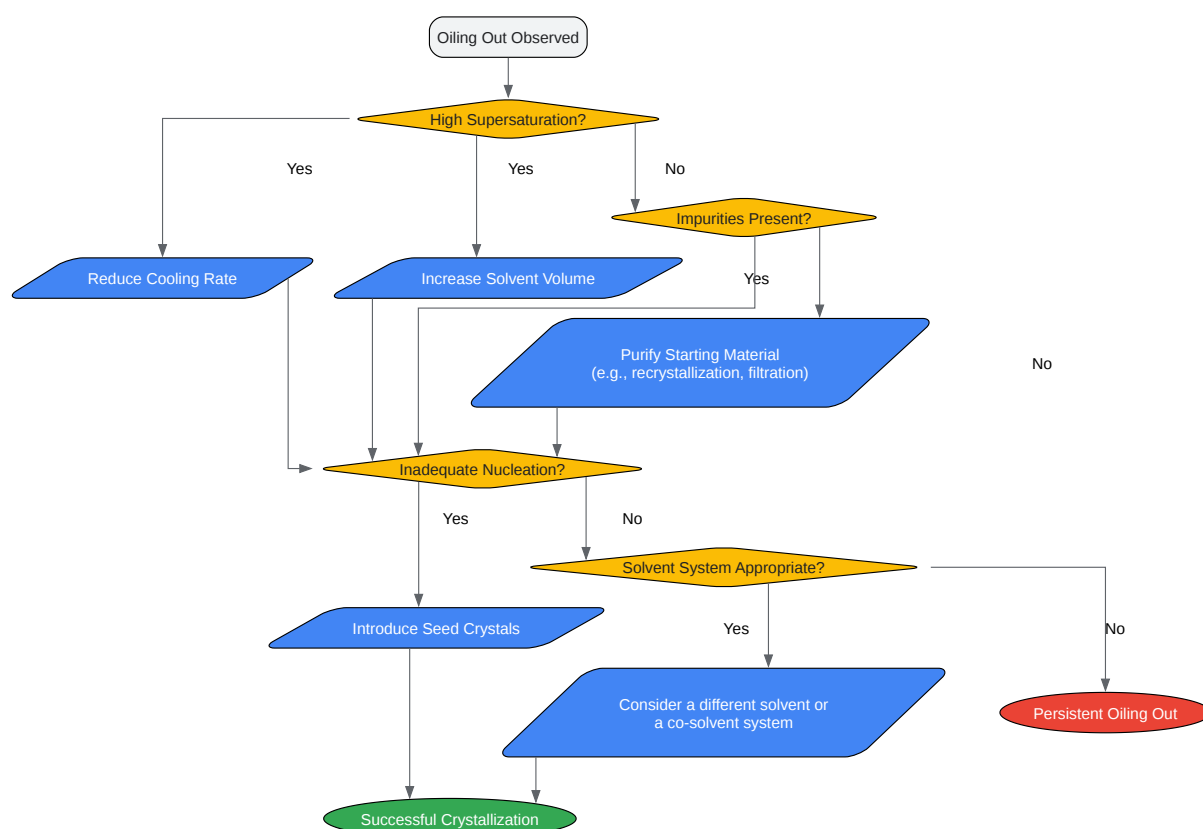 Oiling Out Observed
High Supersaturation?
Yes
Yes
No
Impurities Present?
Reduce Cooling Rate
Increase Solvent Volume
Yes
Purify Starting Material
(e.g., recrystallization, filtration)
No
Inadequate Nucleation?
Yes
No
Solvent System Appropriate?
Introduce Seed Crystals
Yes
No
Consider a different solvent or
a co-solvent system
Persistent Oiling Out
Successful Crystallization